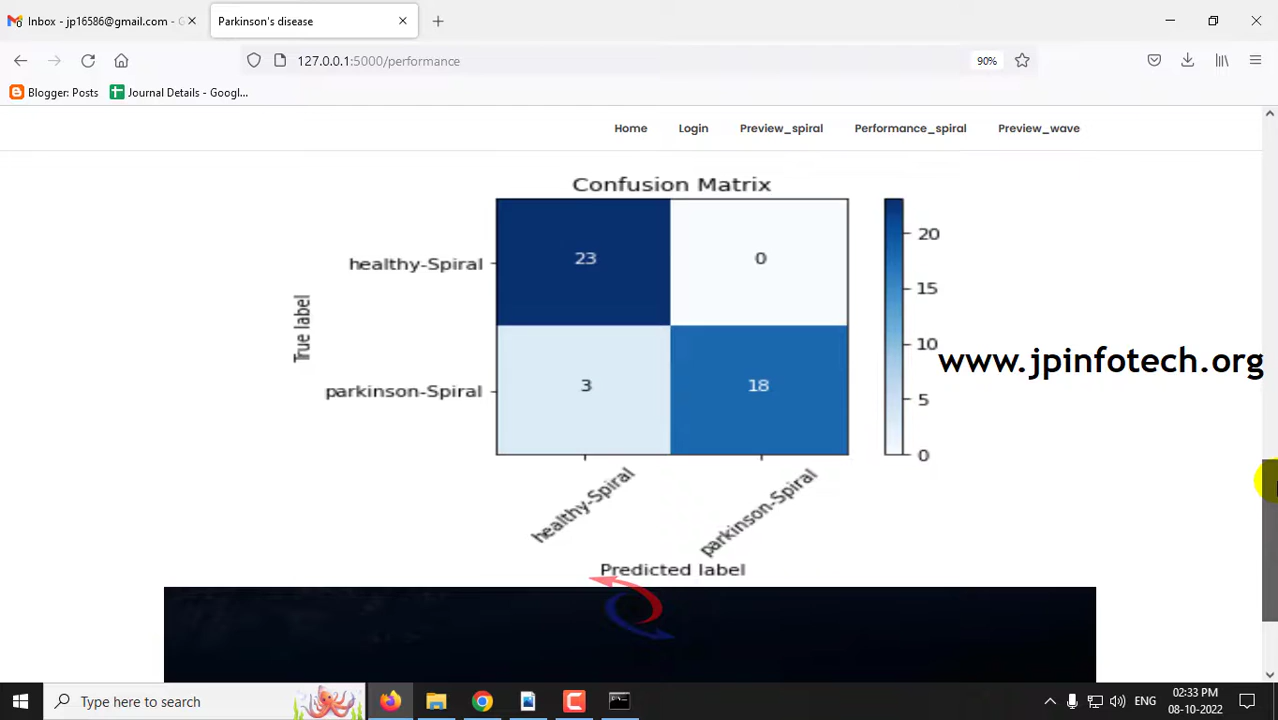 Inbox - jp16586@gmail.com - G
Parkinson's disease
127.0.0.1:5000/performance
90%
Blogger: Posts
Journal Details - Googl...
Home
Login
Preview_spiral
Performance_spiral
Preview_wave
Confusion Matrix
healthy-Spiral
23
0
20
15
True label
10
www.jpinfotech.org
parkinson-Spiral
3
18
5
0
healthy-Spiral
parkinson-Spiral
Predicted label
Type here to search
ENG
02:33 PM
08-10-2022